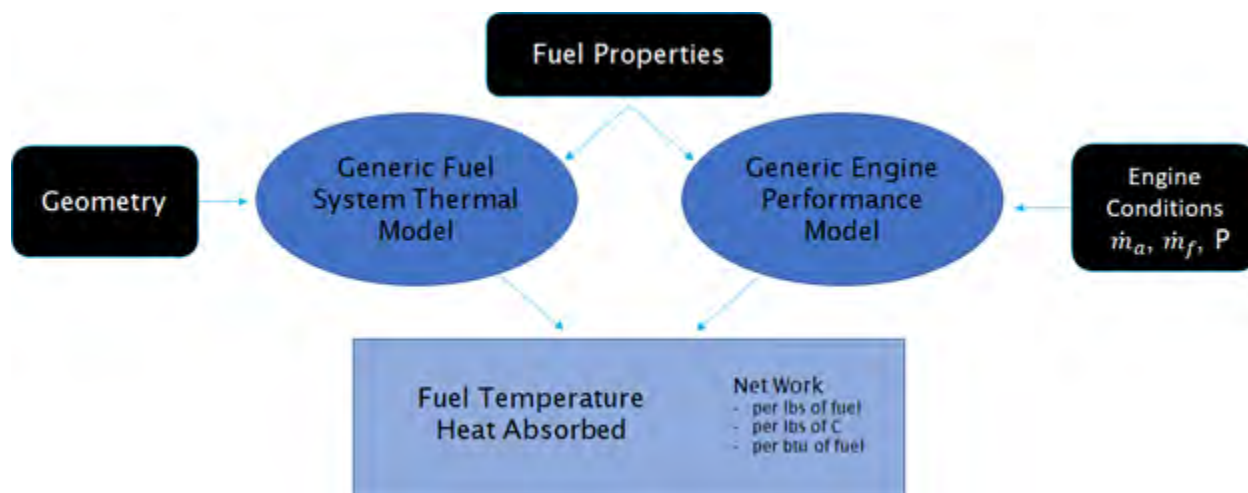 Fuel Properties
Geometry
Generic Fuel
System Thermal
Model
Generic Engine
Performance
Model
Engine
Conditions
ṁₐ, ṁ_f, P
Fuel Temperature
Heat Absorbed
Net Work
- per lbs of fuel
- per lbs of C
- per btu of fuel